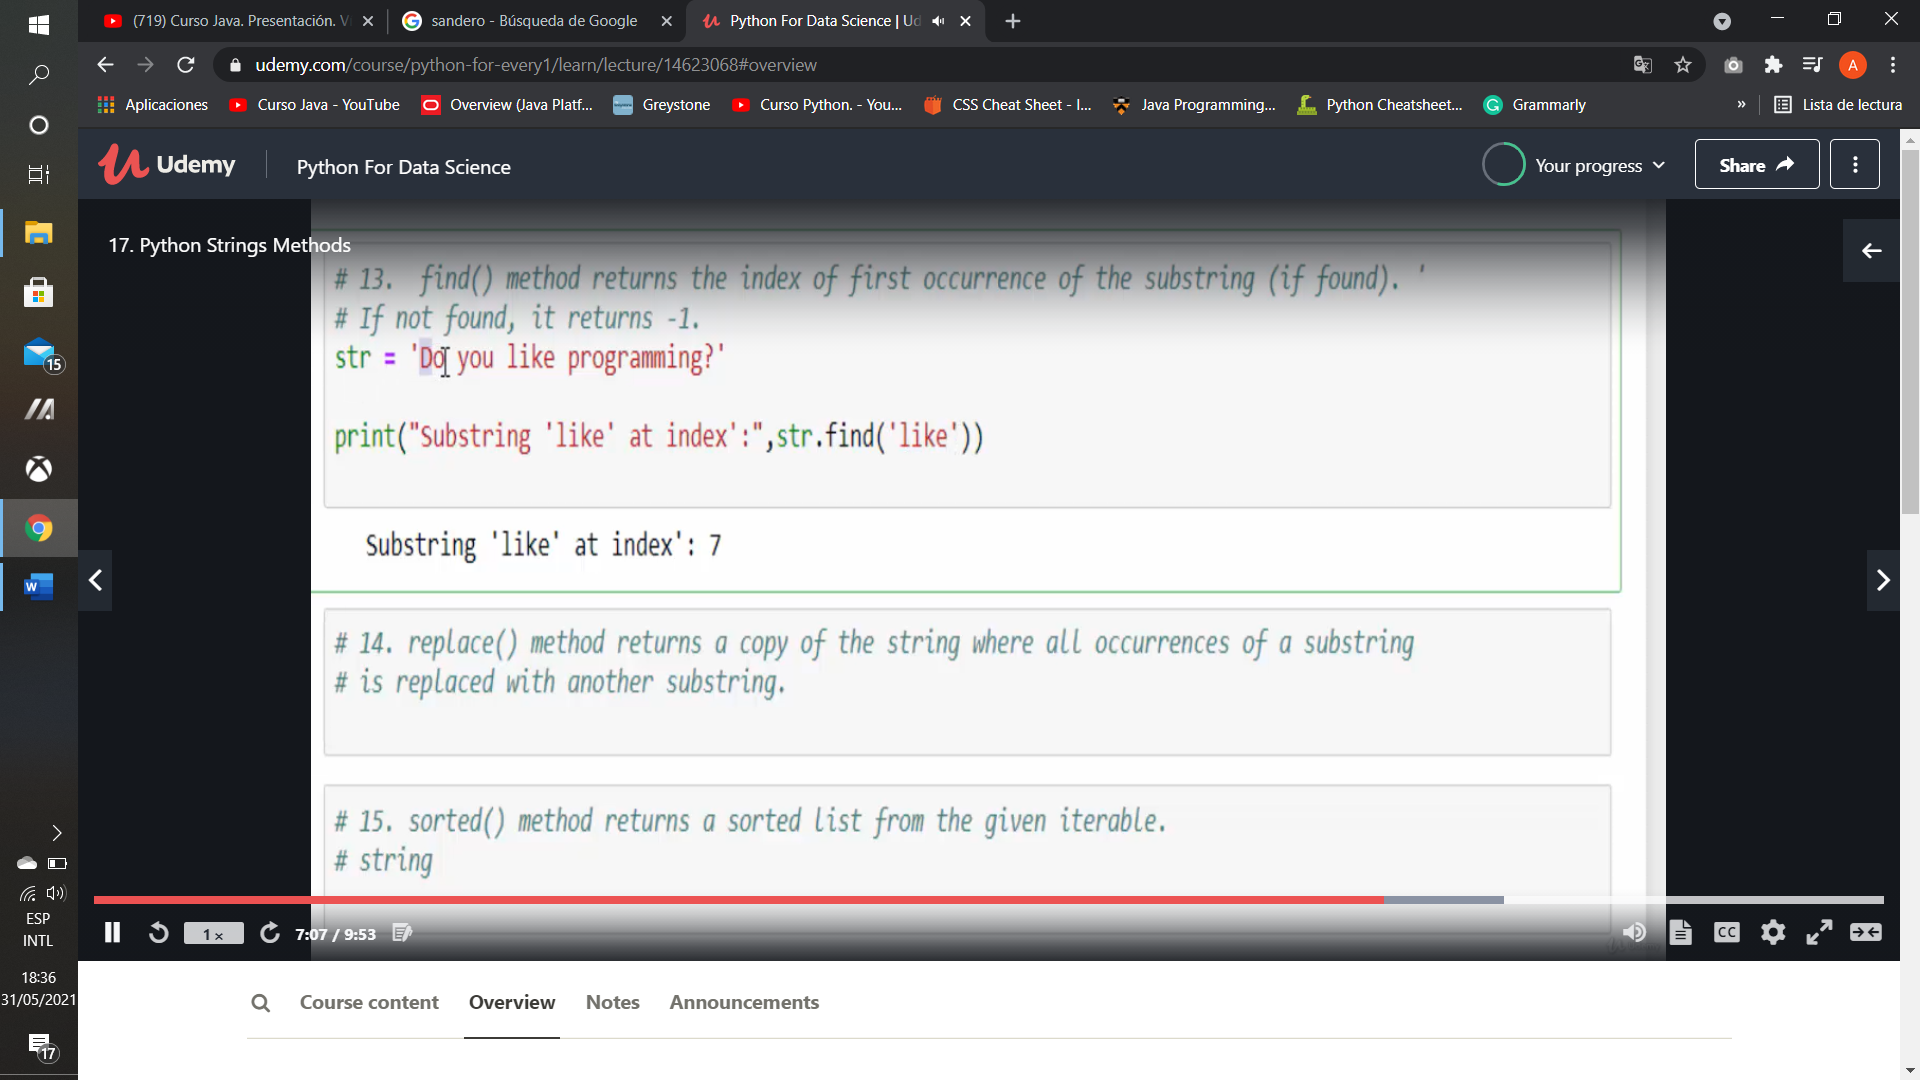 (719) Curso Java. Presentación. V
sandero - Búsqueda de Google
Python For Data Science | Ud
udemy.com/course/python-for-every1/learn/lecture/14623068#overview
A
Aplicaciones
Curso Java - YouTube
Overview (Java Platf...
Greystone
Curso Python. - You...
CSS Cheat Sheet - I...
Java Programming...
Python Cheatsheet...
Grammarly
»
Lista de lectura
Udemy
Python For Data Science
Your progress
Share
17. Python Strings Methods
# 13.  find() method returns the index of first occurrence of the substring (if found). '
# If not found, it returns -1.
str = 'Do you like programming?'
print("Substring 'like' at index':",str.find('like'))
Substring 'like' at index': 7
# 14. replace() method returns a copy of the string where all occurrences of a substring
# is replaced with another substring.
# 15. sorted() method returns a sorted list from the given iterable.
# string
1×
7:07 / 9:53
CC
Course content
Overview
Notes
Announcements
15
W
ESP
INTL
18:36
31/05/2021
17